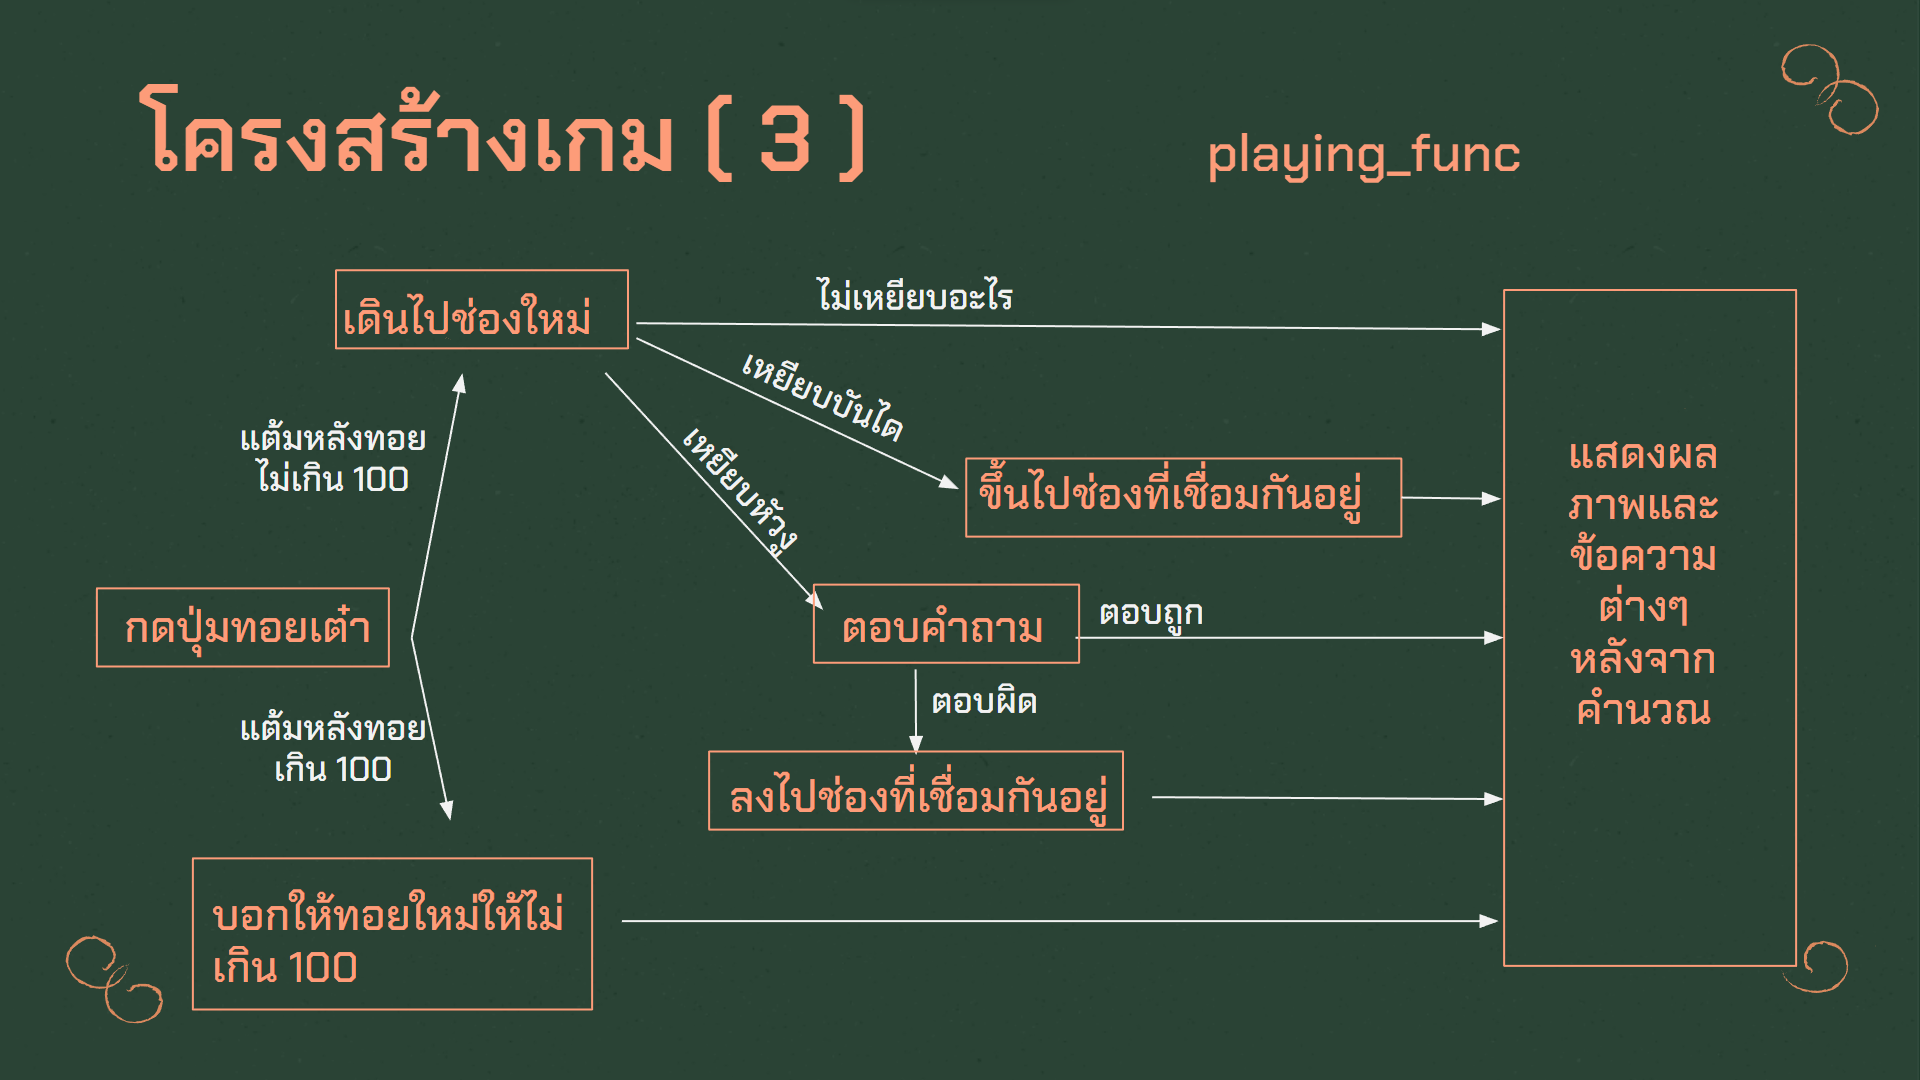 โครงสร้างเกม ( 3 )
playing_func
เดินไปช่องใหม่
ไม่เหยียบอะไร
เหยียบบันได
เหยียบหัวงู
แต้มหลังทอย
ไม่เกิน 100
ขึ้นไปช่องที่เชื่อมกันอยู่
แสดงผล
ภาพและ
ข้อความ
ต่างๆ
หลังจาก
คำนวณ
กดปุ่มทอยเต๋า
ตอบคำถาม
ตอบถูก
ตอบผิด
แต้มหลังทอย
เกิน 100
ลงไปช่องที่เชื่อมกันอยู่
บอกให้ทอยใหม่ให้ไม่
เกิน 100